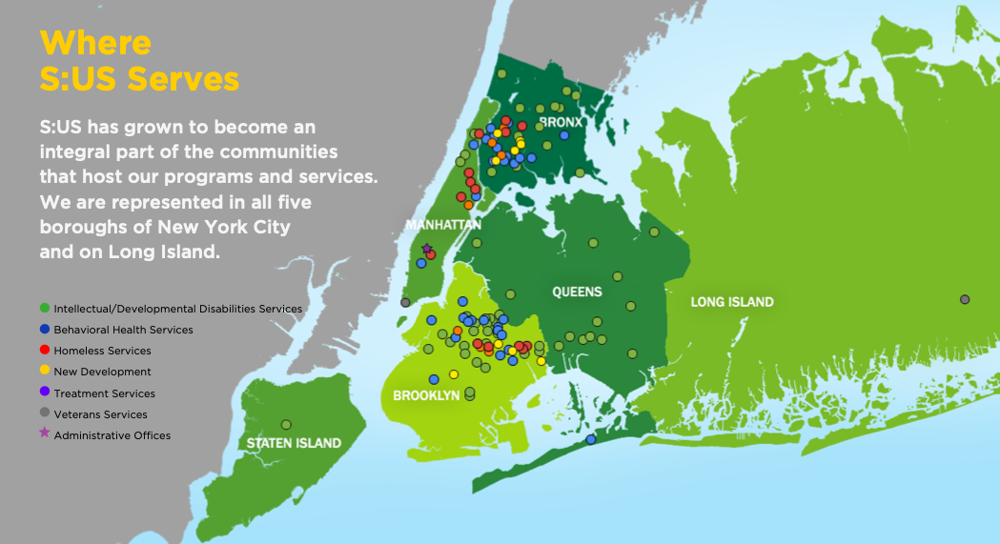 Where
S:US Serves
S:US has grown to become an
integral part of the communities
that host our programs and services.
We are represented in all five
boroughs of New York City
and on Long Island.
Intellectual/Developmental Disabilities Services
Behavioral Health Services
Homeless Services
New Development
Treatment Services
Veterans Services
Administrative Offices
BRONX
MANHATTAN
QUEENS
LONG ISLAND
BROOKLYN
STATEN ISLAND